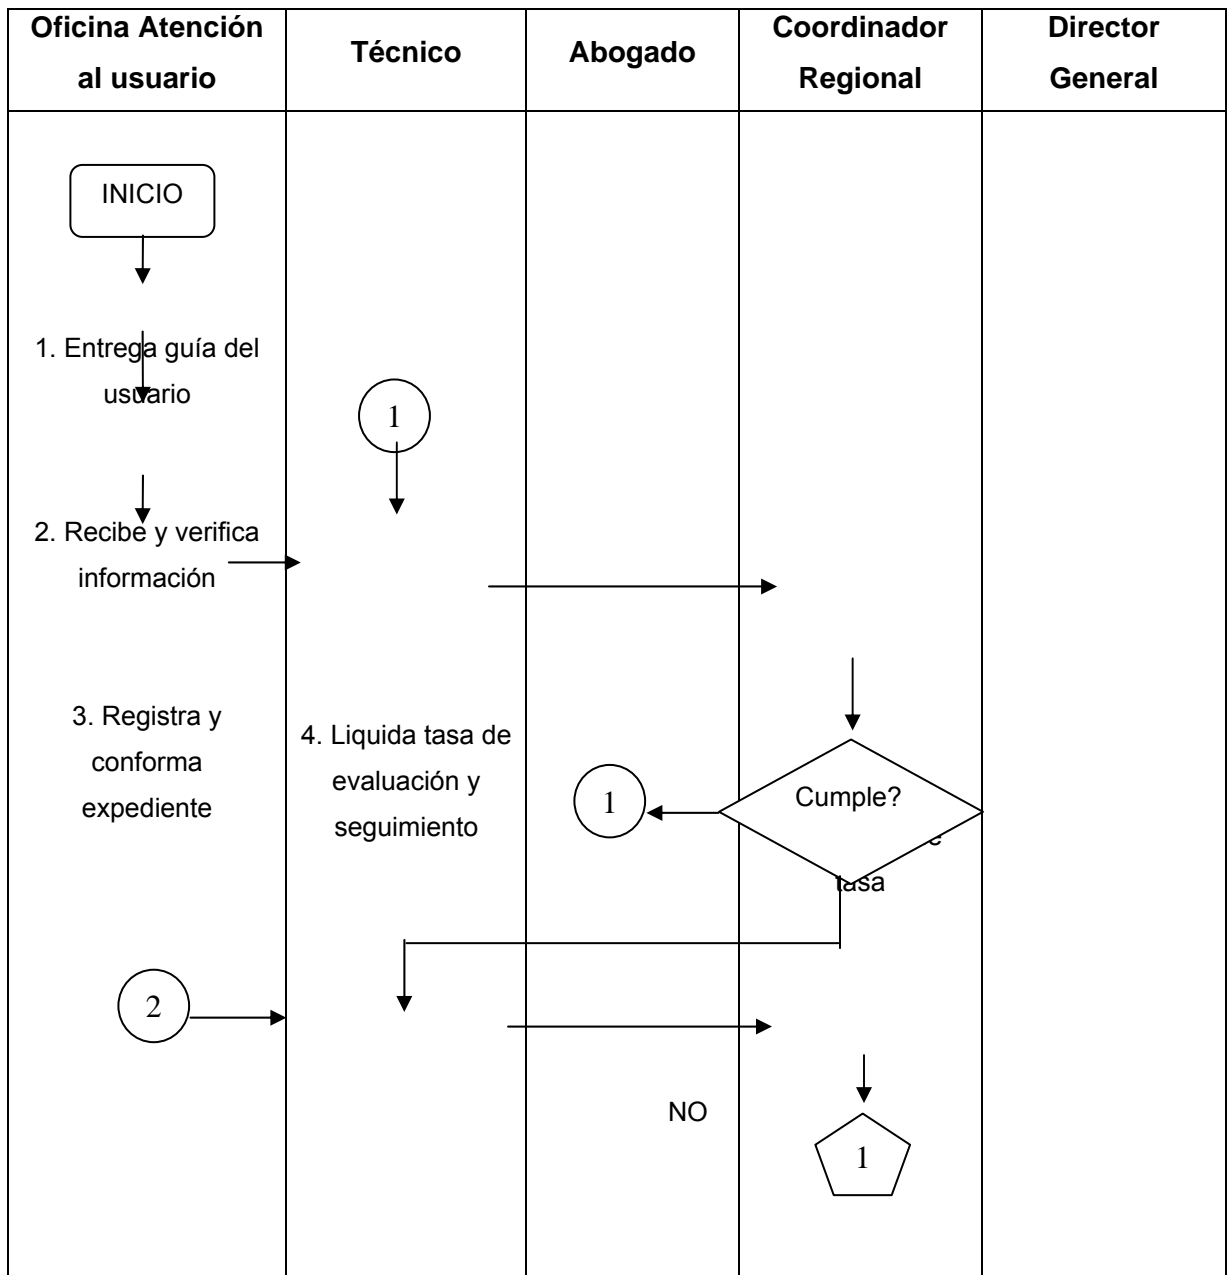 Oficina Atención
al usuario
Técnico
Abogado
Coordinador
Regional
Director
General
INICIO
1. Entrega guía del
usuario
1
2. Recibe y verifica
información
3. Registra y
conforma
expediente
4. Liquida tasa de
evaluación y
seguimiento
1
Cumple?
tasa
2
NO
1